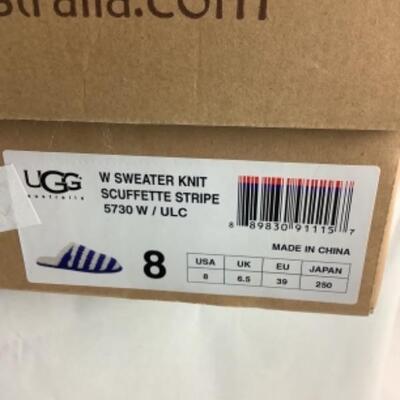 stralia.com
UGG
australia
W SWEATER KNIT
SCUFFETTE STRIPE
5730 W / ULC
8 89830 91115 7
MADE IN CHINA
8
USA UK EU JAPAN
8 6.5 39 250